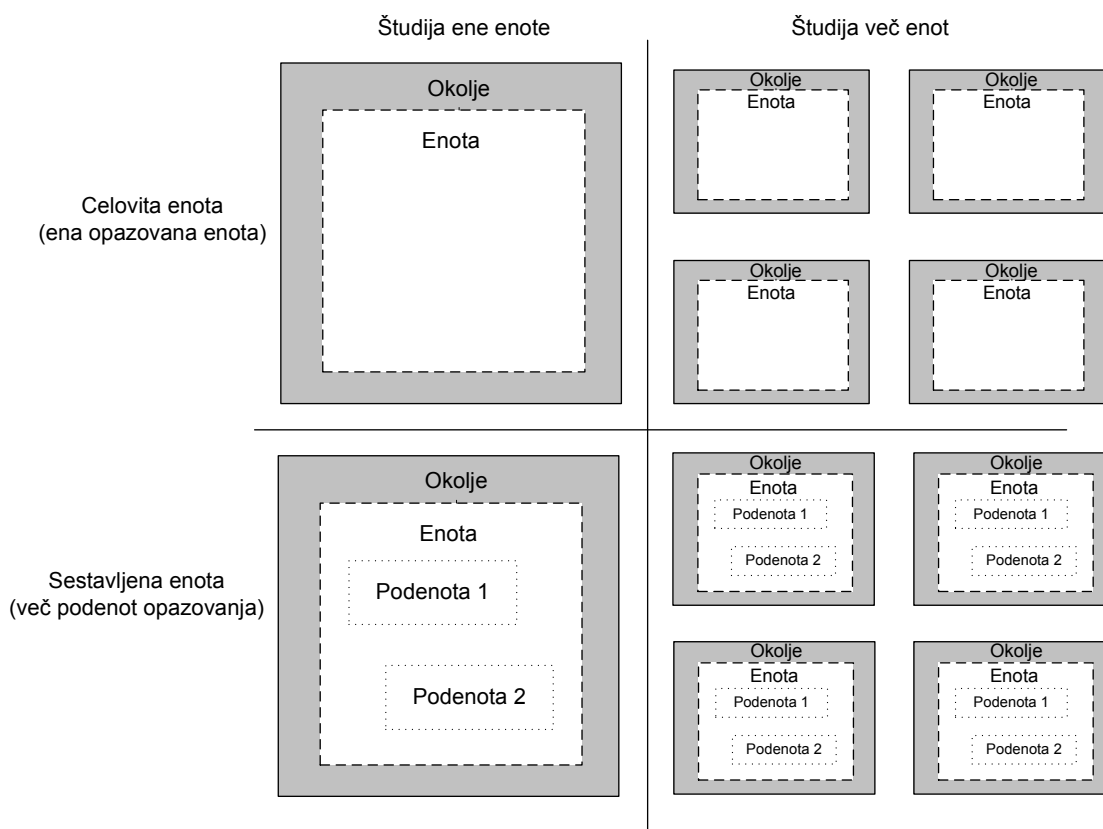 Študija ene enote
Študija več enot
Okolje
Enota
Okolje
Enota
Okolje
Enota
Celovita enota
(ena opazovana enota)
Okolje
Enota
Okolje
Enota
Okolje
Enota
Podenota 1
Podenota 2
Okolje
Enota
Podenota 1
Podenota 2
Okolje
Enota
Podenota 1
Podenota 2
Sestavljena enota
(več podenot opazovanja)
Okolje
Enota
Podenota 1
Podenota 2
Okolje
Enota
Podenota 1
Podenota 2